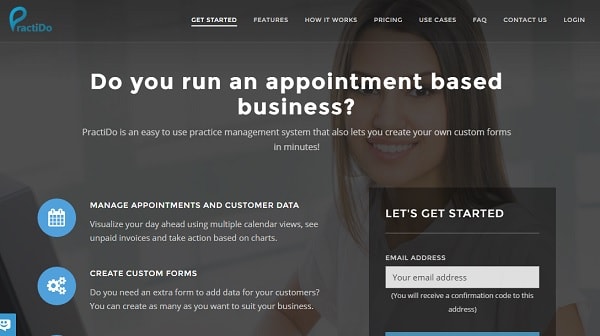 PractiDo
GET STARTED FEATURES HOW IT WORKS PRICING USE CASES FAQ CONTACT US LOGIN
Do you run an appointment based
business?
PractiDo is an easy to use practice management system that also lets you create your own custom forms
in minutes!
MANAGE APPOINTMENTS AND CUSTOMER DATA
Visualize your day ahead using multiple calendar views, see
unpaid invoices and take action based on charts.
CREATE CUSTOM FORMS
Do you need an extra form to add data for your customers?
You can create as many as you want to suit your business.
LET'S GET STARTED
EMAIL ADDRESS
Your email address
(You will receive a confirmation code to this
address)